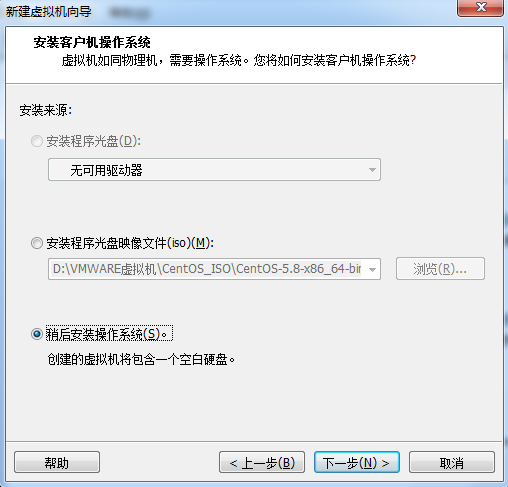 新建虚拟机向导
安装客户机操作系统
虚拟机如同物理机，需要操作系统。您将如何安装客户机操作系统?
安装来源:
安装程序光盘(D):
无可用驱动器
安装程序光盘映像文件(iso)(M):
D:\VMWARE虚拟机\CentOS_ISO\CentOS-5.8-x86_64-bin
浏览(R)...
稍后安装操作系统(S)。
创建的虚拟机将包含一个空白硬盘。
帮助
< 上一步(B)
下一步(N) >
取消